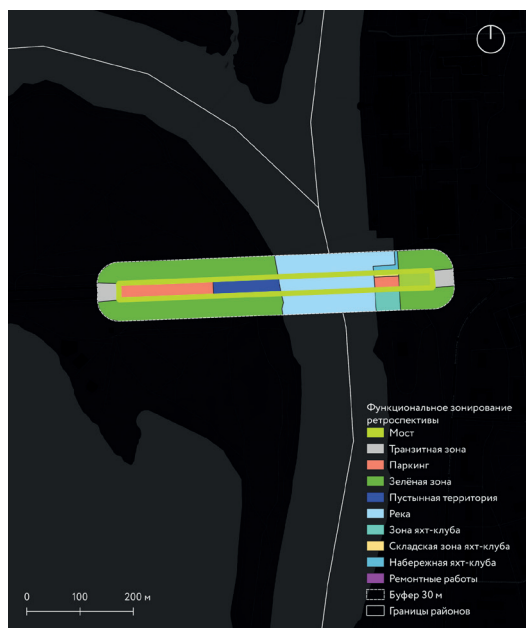 Функциональное зонирование
ретроспективы
Мост
Транзитная зона
Паркинг
Зелёная зона
Пустынная территория
Река
Зона яхт-клуба
Складская зона яхт-клуба
Набережная яхт-клуба
Ремонтные работы
Буфер 30 м
Границы районов
0 100 200 м